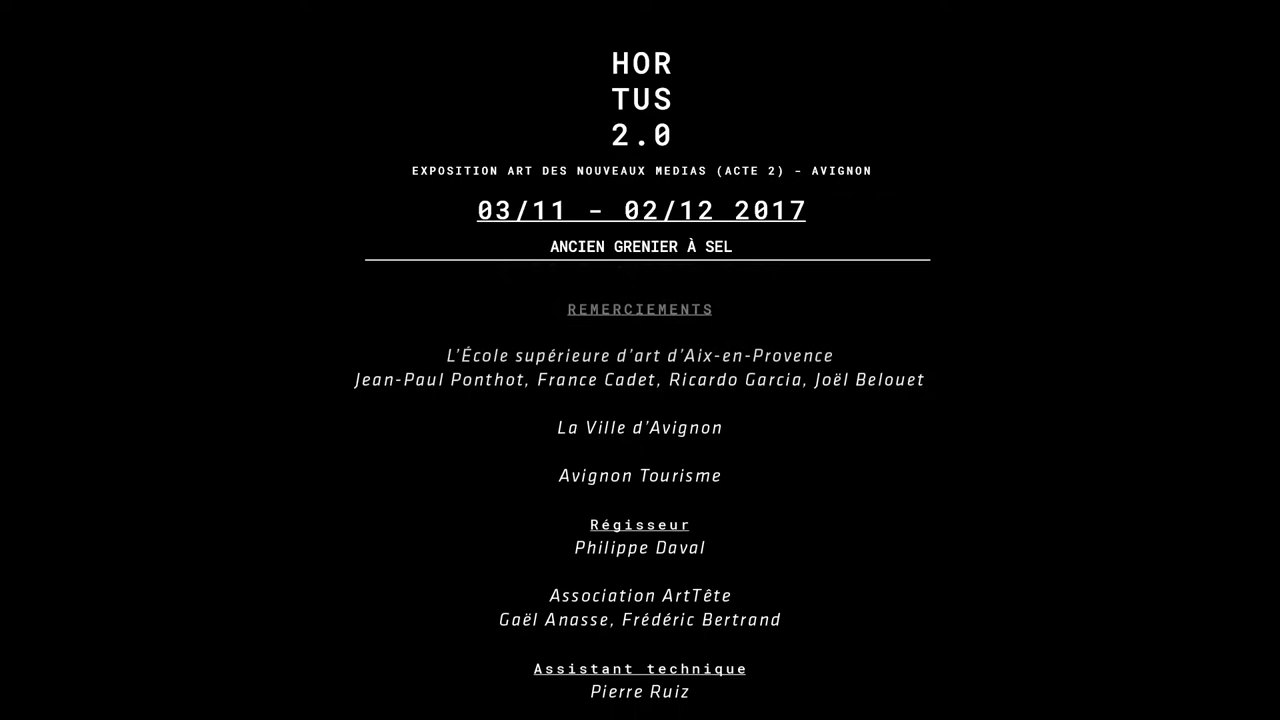 HOR
TUS
2.0
EXPOSITION ART DES NOUVEAUX MEDIAS (ACTE 2) - AVIGNON
03/11 - 02/12 2017
ANCIEN GRENIER À SEL
REMERCIEMENTS
L'École supérieure d'art d'Aix-en-Provence
Jean-Paul Ponthot, France Cadet, Ricardo Garcia, Joël Belouet
La Ville d'Avignon
Avignon Tourisme
Régisseur
Philippe Daval
Association ArtTête
Gaël Anasse, Frédéric Bertrand
Assistant technique
Pierre Ruiz